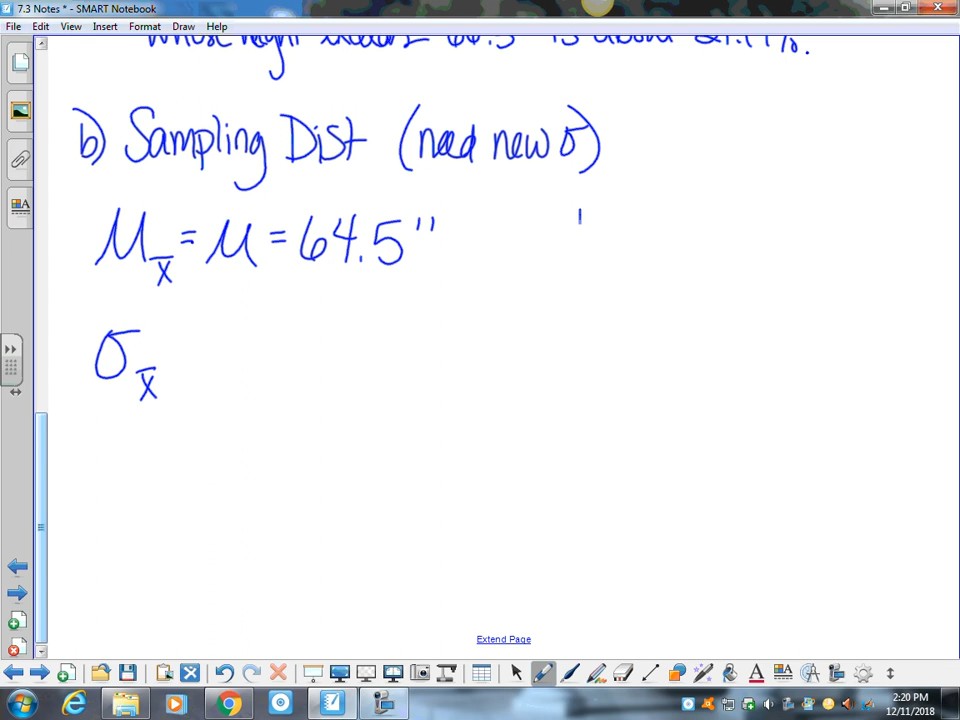 7.3 Notes * - SMART Notebook
File Edit View Insert Format Draw Help
b) Sampling Dist (need new σ)
μx̄ = μ = 64.5"
σx̄
Extend Page
2:20 PM
12/11/2018